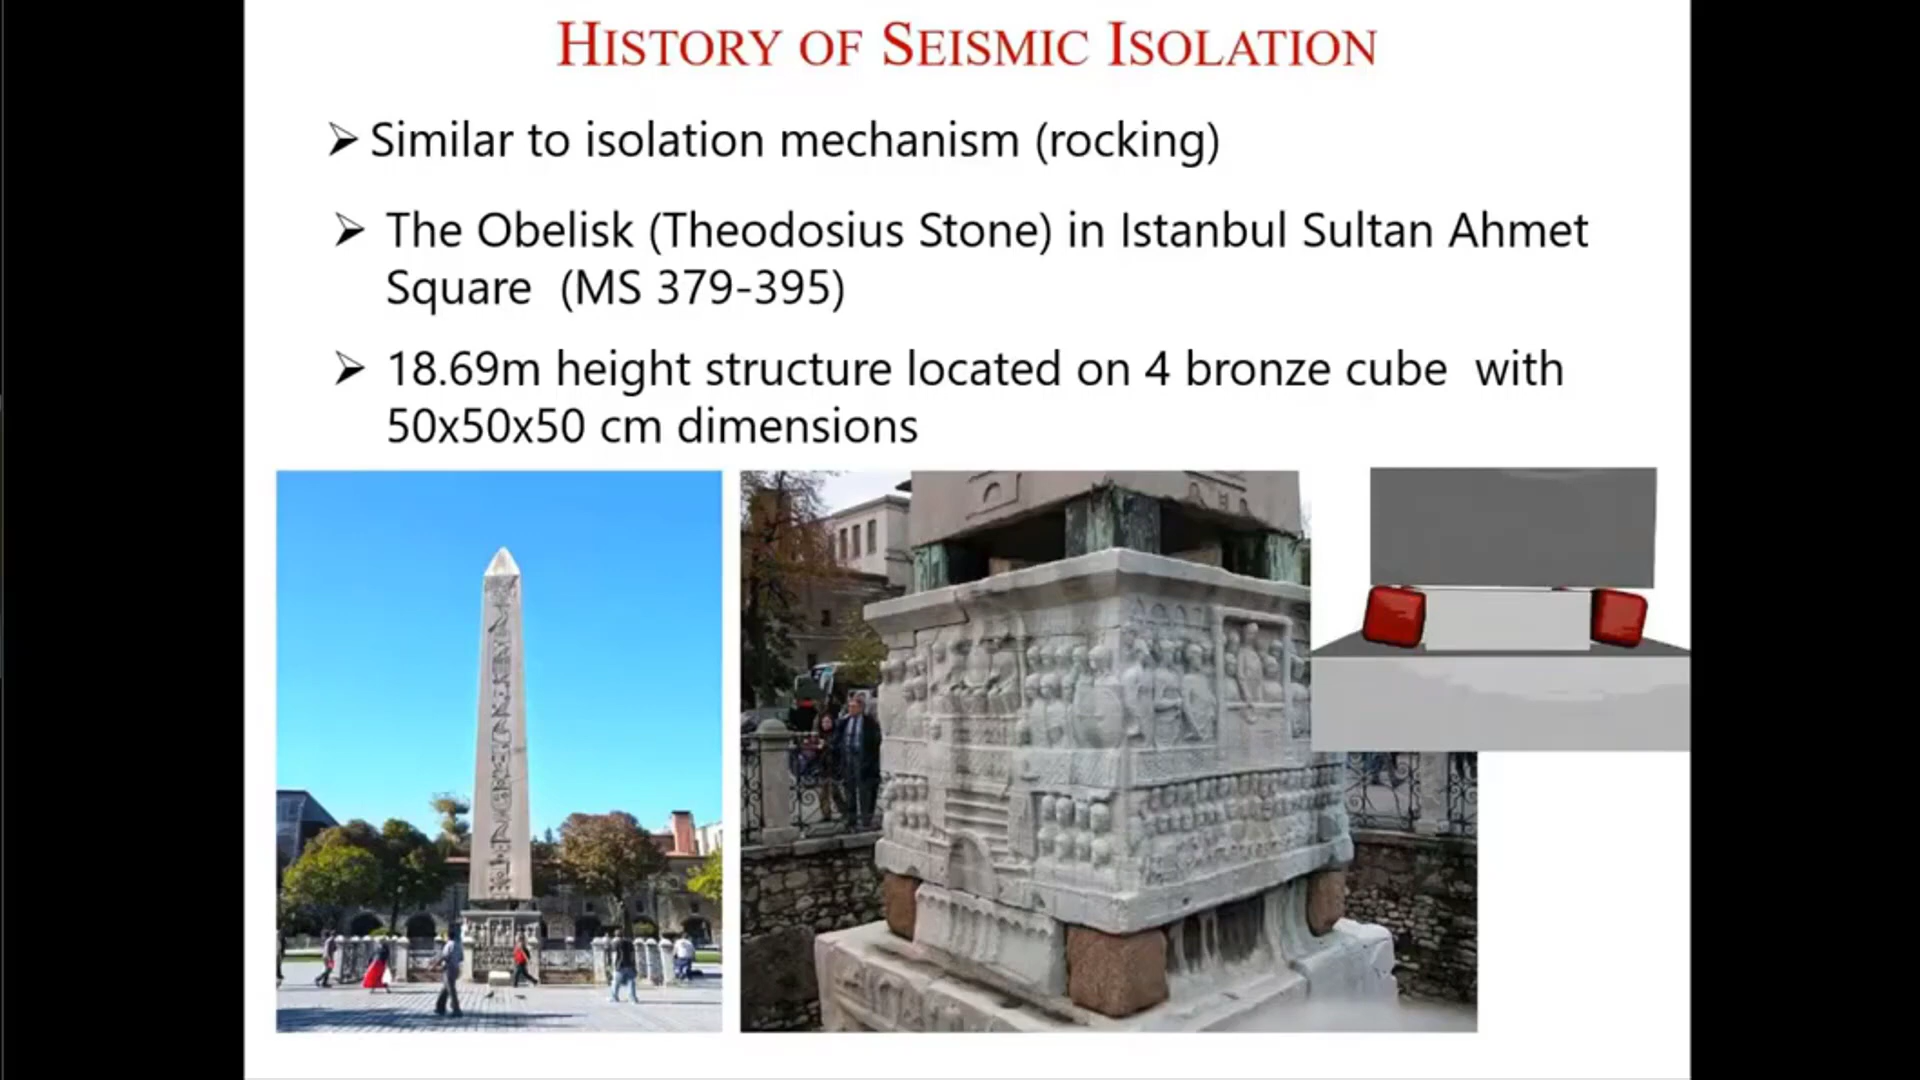 HISTORY OF SEISMIC ISOLATION
➢ Similar to isolation mechanism (rocking)
➢ The Obelisk (Theodosius Stone) in Istanbul Sultan Ahmet
Square (MS 379-395)
➢ 18.69m height structure located on 4 bronze cube with
50x50x50 cm dimensions